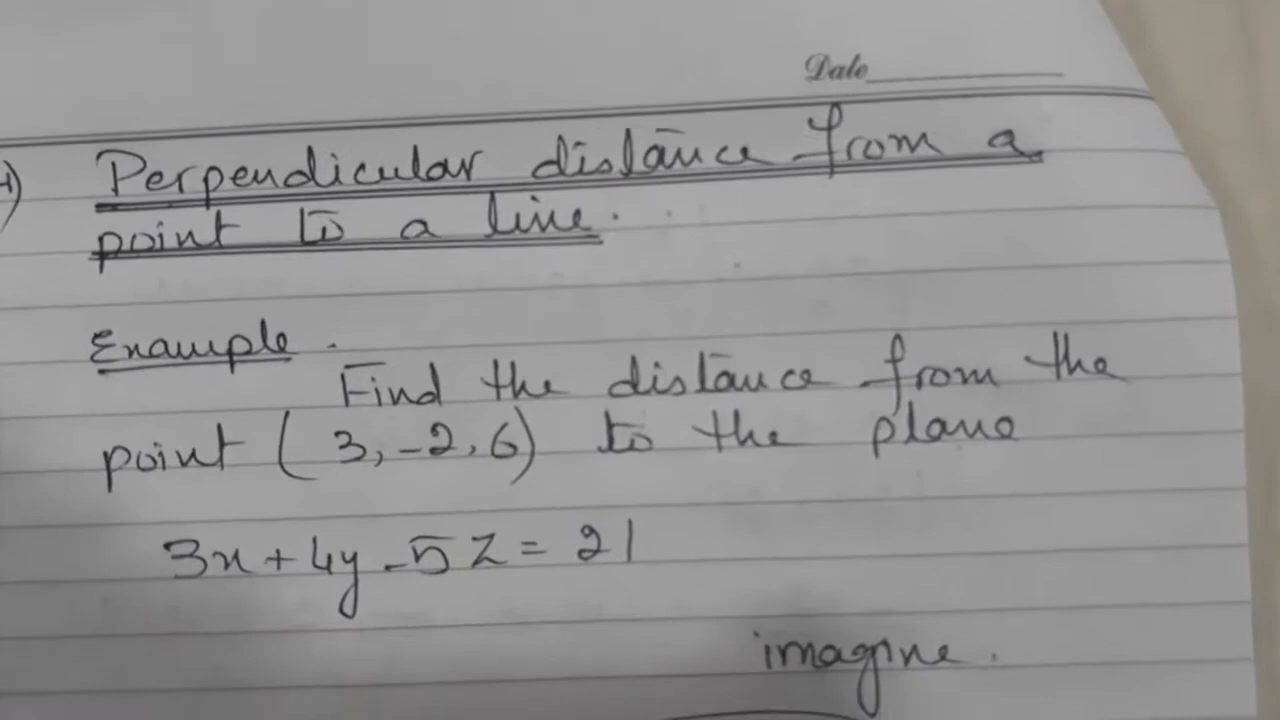 Date
Perpendicular distance from a
point to a line.
Example.
Find the distance from the
point (3,-2,6) to the plane
3x+4y-5z=21
imagine.